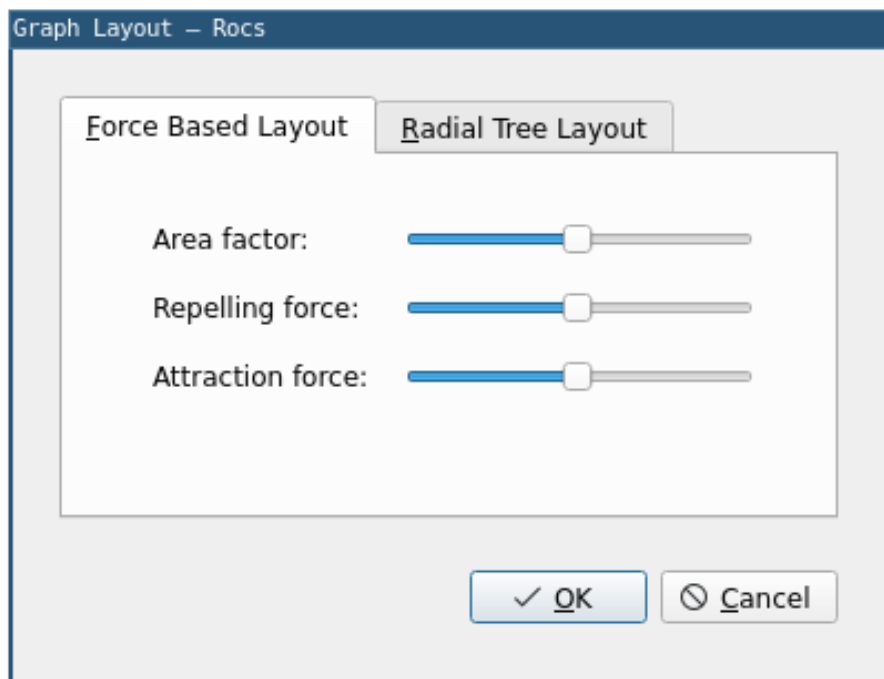 Graph Layout — Rocs
Force Based Layout
Radial Tree Layout
Area factor:
Repelling force:
Attraction force:
OK
Cancel